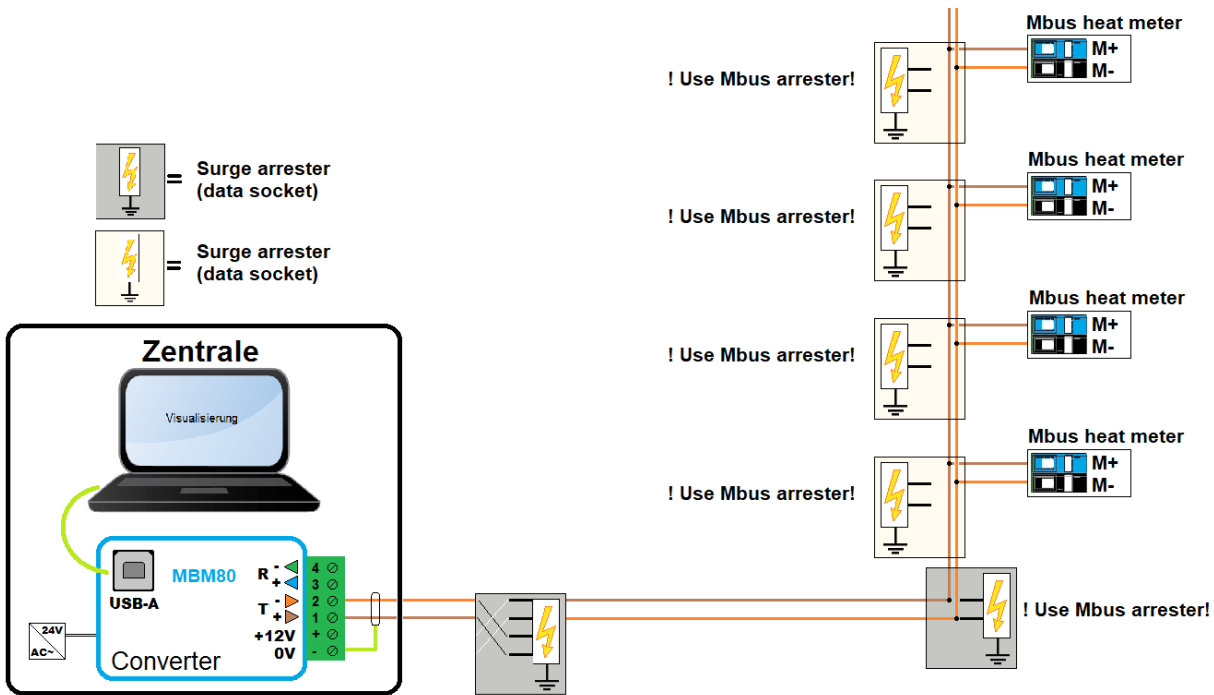 Mbus heat meter
M+
M-
! Use Mbus arrester!
Mbus heat meter
M+
M-
! Use Mbus arrester!
Mbus heat meter
M+
M-
! Use Mbus arrester!
Mbus heat meter
M+
M-
! Use Mbus arrester!
! Use Mbus arrester!
= Surge arrester
(data socket)
= Surge arrester
(data socket)
Zentrale
Visualisierung
USB-A
MBM80
R - 4
+ 3
T - 2
+ 1
+12V +
0V -
24V
AC~
Converter